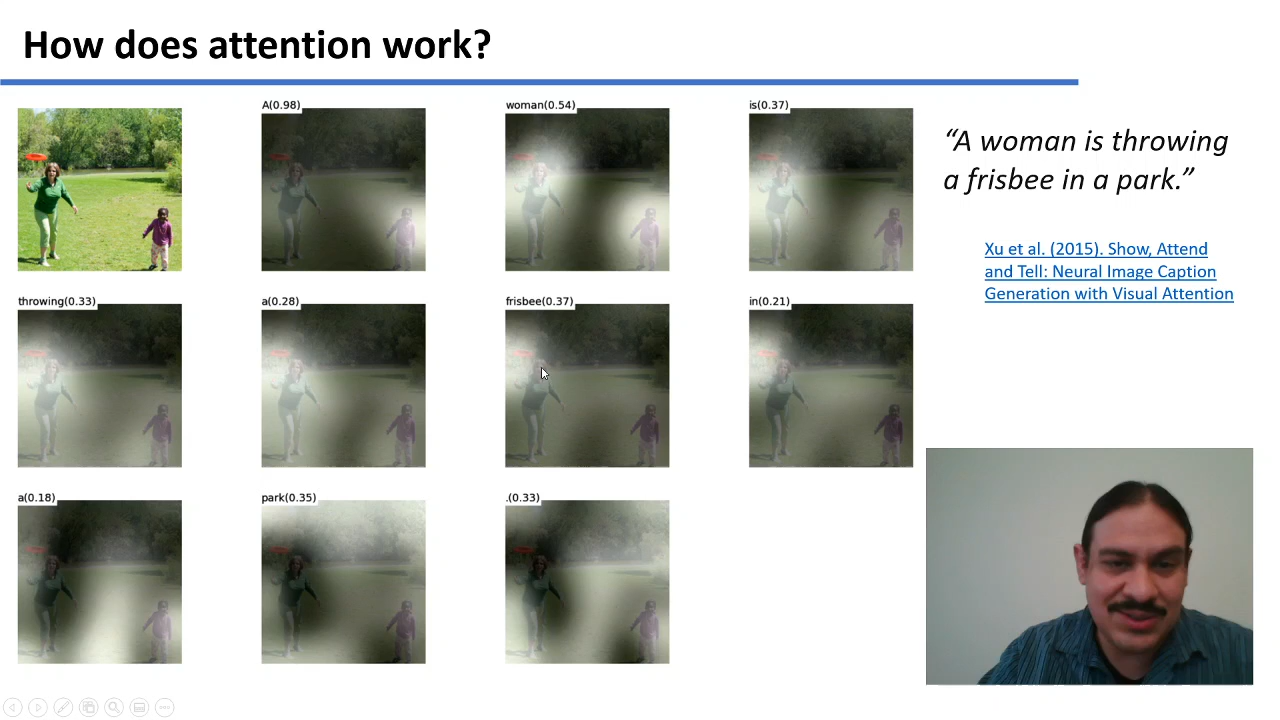 How does attention work?
A(0.98)
woman(0.54)
is(0.37)
throwing(0.33)
a(0.28)
frisbee(0.37)
in(0.21)
a(0.18)
park(0.35)
.(0.33)
“A woman is throwing
a frisbee in a park.”
Xu et al. (2015). Show, Attend
and Tell: Neural Image Caption
Generation with Visual Attention